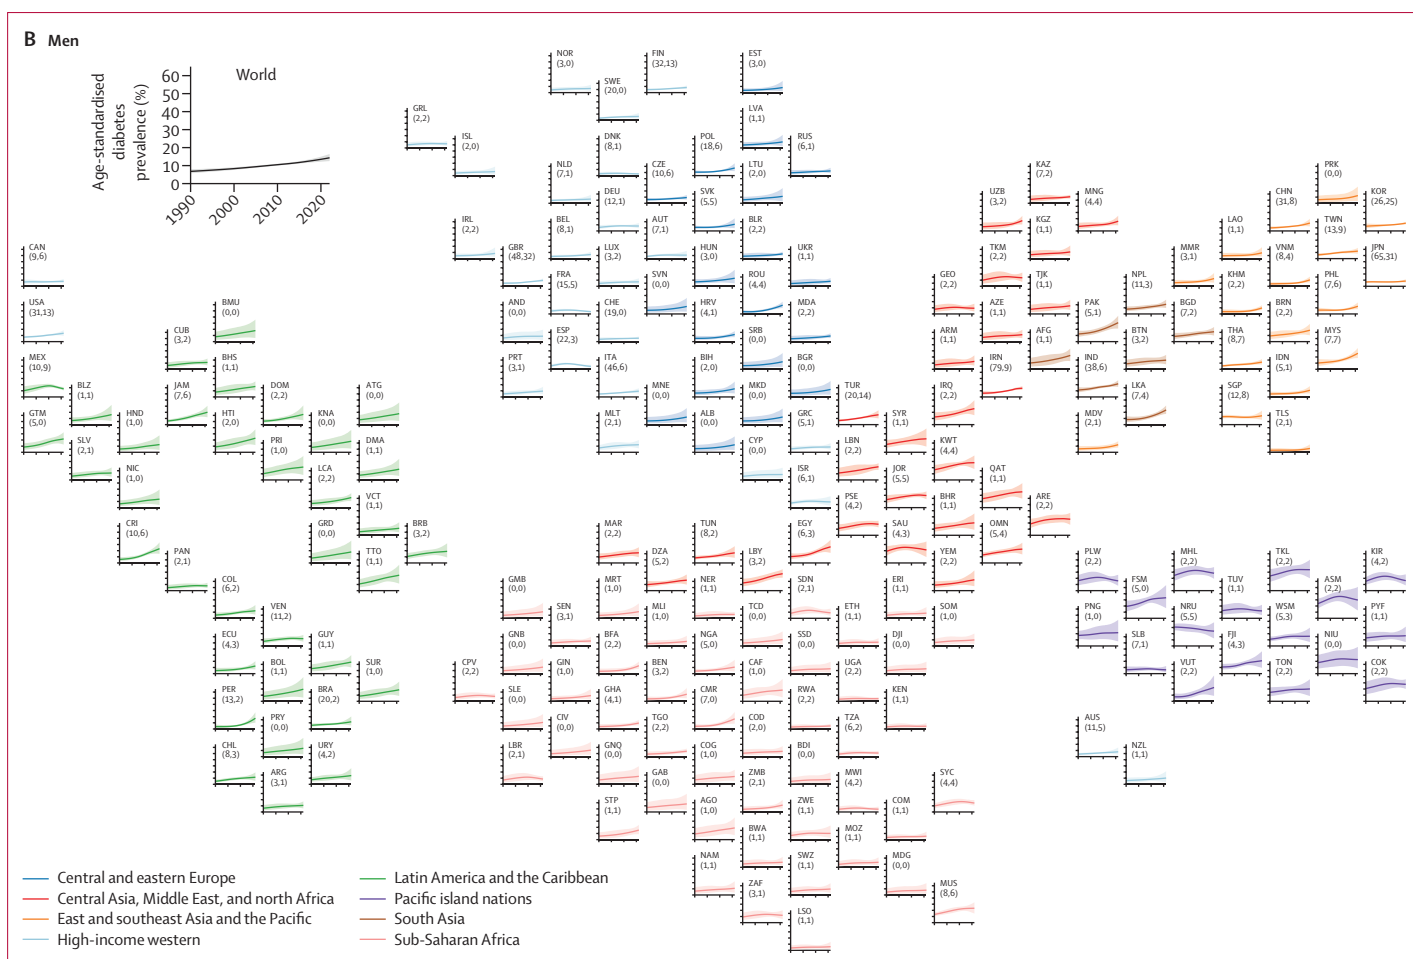 B Men
World
Age-standardised
diabetes
prevalence (%)
60
50
40
30
20
10
0
1990
2000
2010
2020
NOR
(3,0)
SWE
(20,0)
FIN
(32,13)
EST
(3,0)
GRL
(2,2)
ISL
(2,0)
DNK
(8,1)
POL
(18,6)
LVA
(1,1)
RUS
(6,1)
NLD
(7,1)
CZE
(10,6)
LTU
(2,0)
DEU
(12,1)
SVK
(5,5)
KAZ
(7,2)
UZB
(3,2)
MNG
(4,4)
PRK
(0,0)
CHN
(31,8)
KOR
(26,25)
IRL
(2,2)
BEL
(8,1)
AUT
(7,1)
BLR
(2,2)
KGZ
(1,1)
LAO
(1,1)
TWN
(13,9)
CAN
(9,6)
GBR
(48,32)
LUX
(3,2)
HUN
(3,0)
UKR
(1,1)
TKM
(2,2)
MMR
(3,1)
VNM
(8,4)
JPN
(65,31)
FRA
(15,5)
SVN
(0,0)
ROU
(4,4)
GEO
(2,2)
TJK
(1,1)
NPL
(11,3)
KHM
(2,2)
PHL
(7,6)
USA
(31,13)
BMU
(0,0)
AND
(0,0)
CHE
(19,0)
HRV
(4,1)
MDA
(2,2)
AZE
(1,1)
PAK
(5,1)
BGD
(7,2)
BRN
(2,2)
CUB
(3,2)
ESP
(22,3)
SRB
(0,0)
ARM
(1,1)
AFG
(1,1)
BTN
(3,2)
THA
(8,7)
MYS
(7,7)
MEX
(10,9)
BHS
(1,1)
PRT
(3,1)
ITA
(46,6)
BIH
(2,0)
BGR
(0,0)
IRN
(79,9)
IND
(38,6)
IDN
(5,1)
BLZ
(1,1)
JAM
(7,6)
DOM
(2,2)
ATG
(0,0)
MNE
(0,0)
MKD
(0,0)
TUR
(20,14)
IRQ
(2,2)
LKA
(7,4)
SGP
(12,8)
GTM
(5,0)
HND
(1,0)
HTI
(2,0)
KNA
(0,0)
MLT
(2,1)
ALB
(0,0)
GRC
(5,1)
SYR
(1,1)
MDV
(2,1)
TLS
(2,1)
SLV
(2,1)
PRI
(1,0)
DMA
(1,1)
CYP
(0,0)
LBN
(2,2)
KWT
(4,4)
NIC
(1,0)
LCA
(2,2)
ISR
(6,1)
JOR
(5,5)
QAT
(1,1)
VCT
(1,1)
PSE
(4,2)
BHR
(1,1)
ARE
(2,2)
CRI
(10,6)
GRD
(0,0)
BRB
(3,2)
MAR
(2,2)
TUN
(8,2)
EGY
(6,3)
SAU
(4,3)
OMN
(5,4)
PAN
(2,1)
TTO
(1,1)
DZA
(5,2)
LBY
(3,2)
YEM
(2,2)
PLW
(2,2)
MHL
(2,2)
TKL
(2,2)
KIR
(4,2)
COL
(6,2)
GMB
(0,0)
MRT
(1,0)
NER
(1,1)
SDN
(2,1)
ERI
(1,1)
FSM
(5,0)
TUV
(1,1)
ASM
(2,2)
VEN
(11,2)
SEN
(3,1)
MLI
(1,0)
TCD
(0,0)
ETH
(1,1)
SOM
(1,0)
PNG
(1,0)
NRU
(5,5)
WSM
(5,3)
PYF
(1,1)
ECU
(4,3)
GUY
(1,1)
GNB
(0,0)
BFA
(2,2)
NGA
(5,0)
SSD
(0,0)
DJI
(0,0)
SLB
(7,1)
FJI
(4,3)
NIU
(0,0)
BOL
(1,1)
SUR
(1,0)
CPV
(2,2)
GIN
(1,0)
BEN
(3,2)
CAF
(1,0)
UGA
(2,2)
VUT
(2,2)
TON
(2,2)
COK
(2,2)
PER
(13,2)
BRA
(20,2)
SLE
(0,0)
GHA
(4,1)
CMR
(7,0)
RWA
(2,2)
KEN
(1,1)
PRY
(0,0)
CIV
(0,0)
TGO
(2,2)
COD
(2,0)
TZA
(6,2)
AUS
(11,5)
CHL
(8,3)
URY
(4,2)
LBR
(2,1)
GNQ
(0,0)
COG
(1,0)
BDI
(0,0)
NZL
(1,1)
ARG
(3,1)
GAB
(0,0)
ZMB
(2,1)
MWI
(4,2)
SYC
(4,4)
STP
(1,1)
AGO
(1,0)
ZWE
(1,1)
COM
(1,1)
BWA
(1,1)
MOZ
(1,1)
NAM
(1,1)
SWZ
(1,1)
MDG
(0,0)
ZAF
(3,1)
MUS
(8,6)
LSO
(1,1)
Central and eastern Europe
Central Asia, Middle East, and north Africa
East and southeast Asia and the Pacific
High-income western
Latin America and the Caribbean
Pacific island nations
South Asia
Sub-Saharan Africa